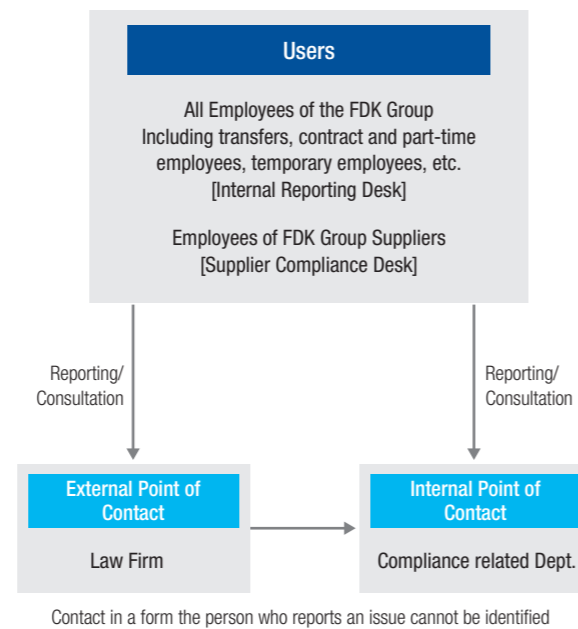 Users
All Employees of the FDK Group
Including transfers, contract and part-time
employees, temporary employees, etc.
[Internal Reporting Desk]
Employees of FDK Group Suppliers
[Supplier Compliance Desk]
Reporting/
Consultation
Reporting/
Consultation
External Point of
Contact
Law Firm
Internal Point of
Contact
Compliance related Dept.
Contact in a form the person who reports an issue cannot be identified